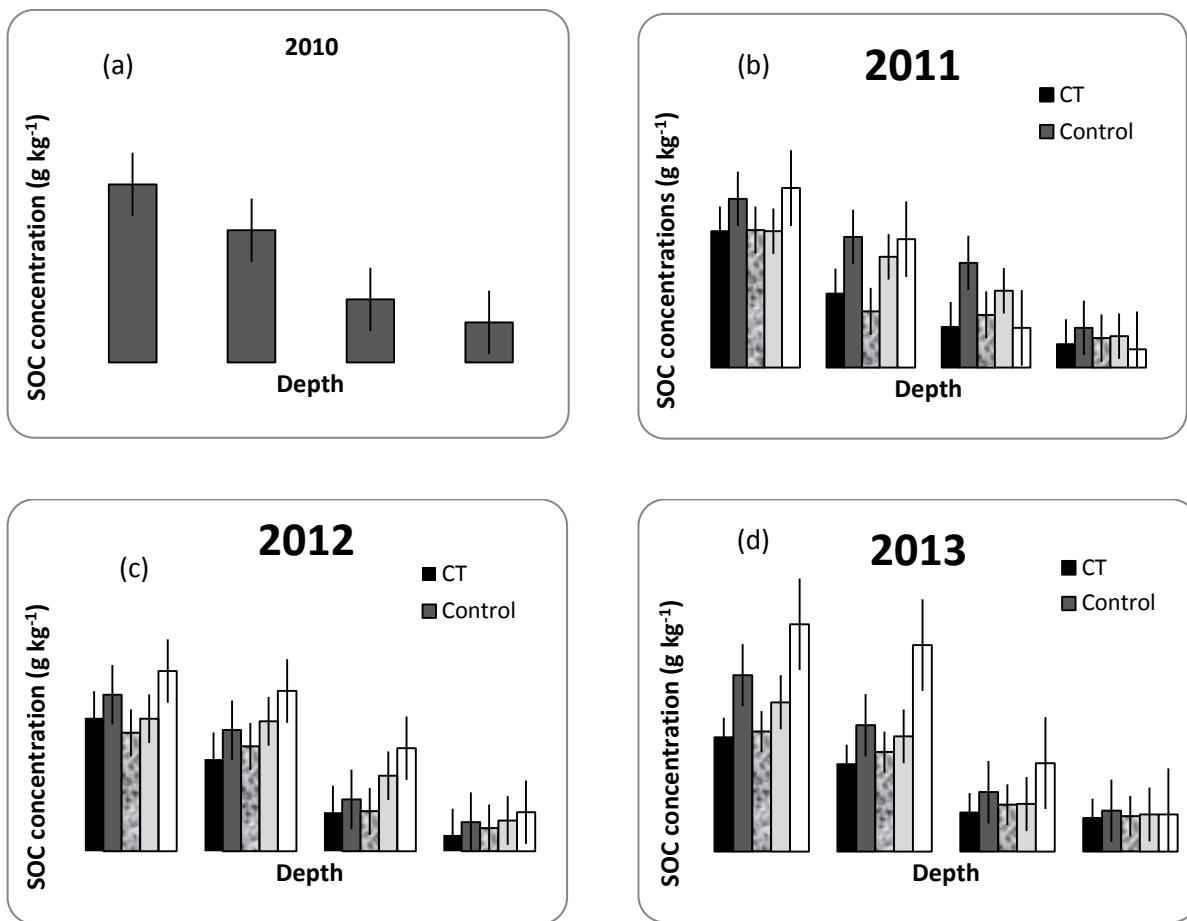 (a)
2010
SOC concentration (g kg⁻¹)
Depth
(b)
2011
CT
Control
SOC concentrations (g kg⁻¹)
Depth
(c)
2012
CT
Control
SOC concentration (g kg⁻¹)
Depth
(d)
2013
CT
Control
SOC concentration (g kg⁻¹)
Depth